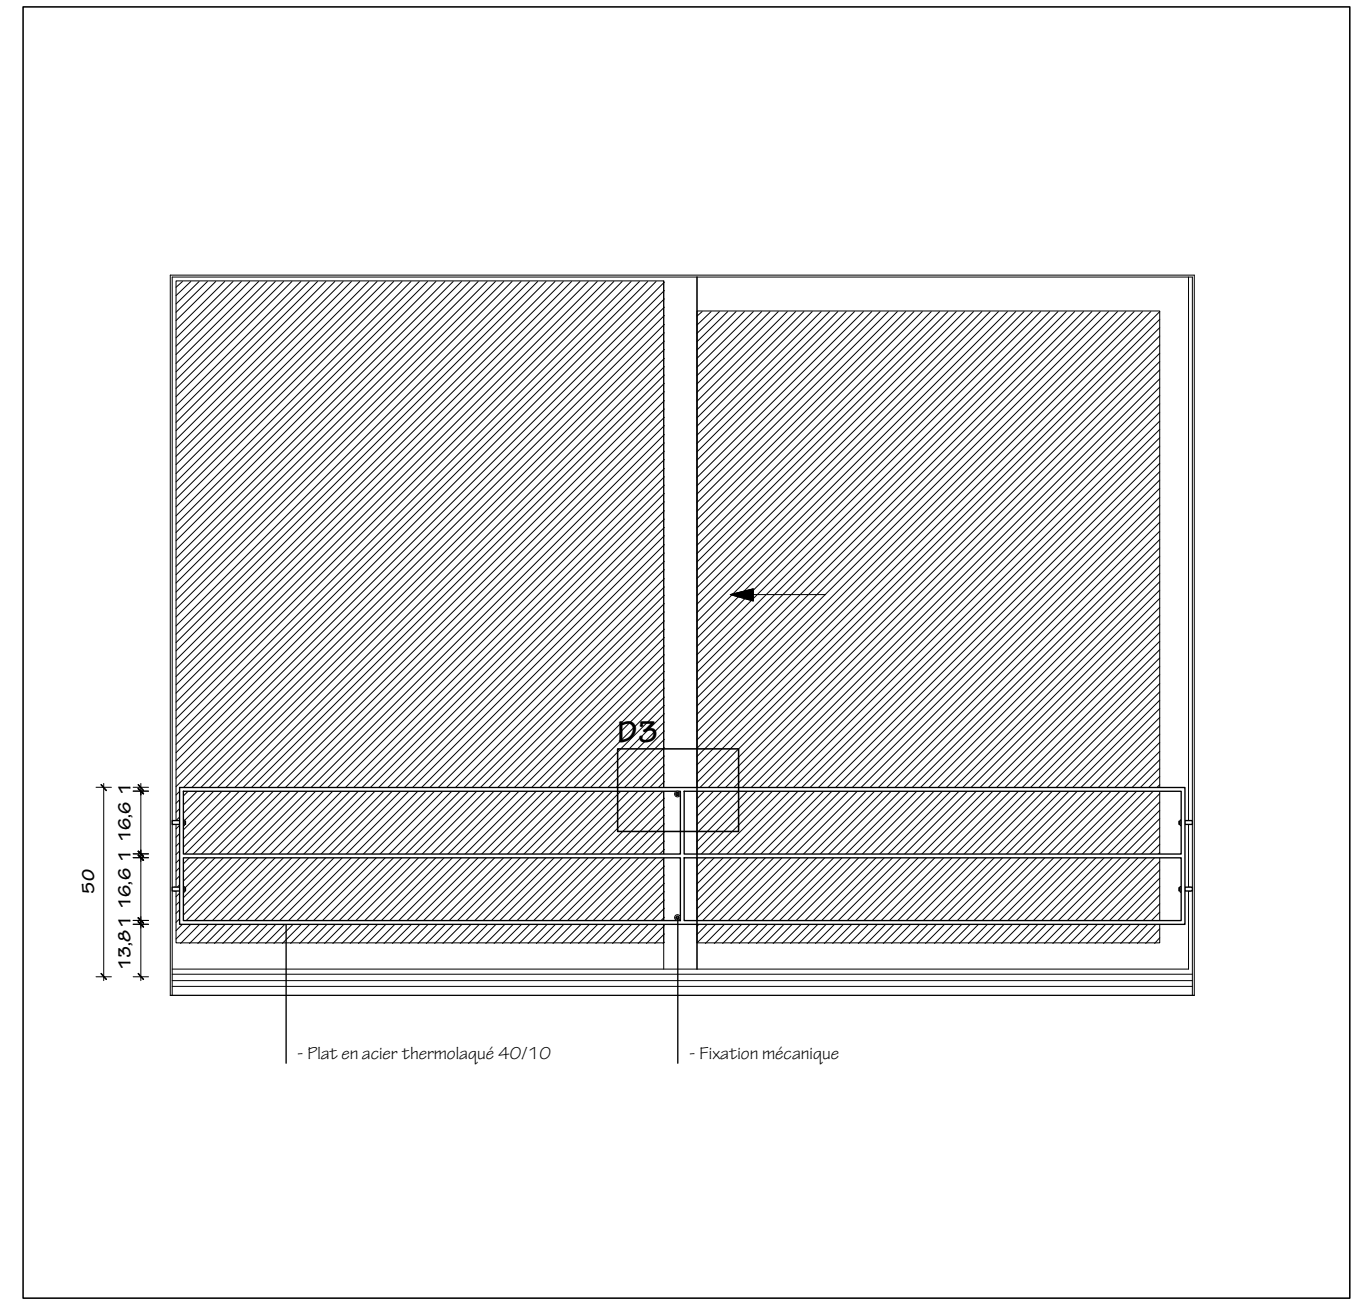 D3
50
13,8 1 16,6 1 16,6 1
- Plat en acier thermolaqué 40/10
- Fixation mécanique